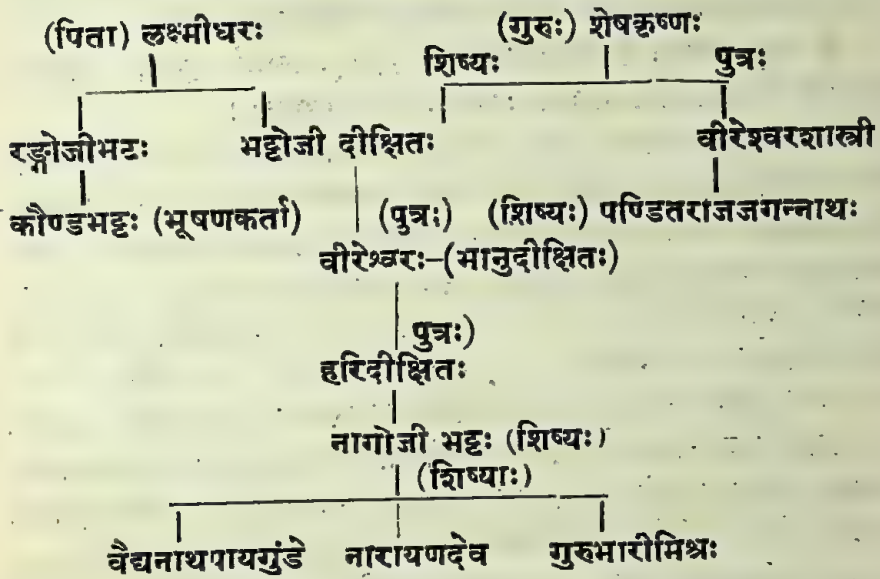 (पिता) लक्ष्मीधरः (गुरुः) शेषकृष्णः
शिष्यः पुत्रः
रङ्गोजीभटः भट्टोजी दीक्षितः वीरेश्वरशास्त्री
कौण्डभट्टः (भूषणकर्ता) (पुत्रः) (शिष्यः) पण्डितराजजगन्नाथः
वीरेश्वरः-(भानुदीक्षितः)
पुत्रः)
हरिदीक्षितः
नागोजी भट्टः (शिष्यः)
(शिष्याः)
वैद्यनाथपायगुंडे नारायणदेव गुरुभारीमिश्रः